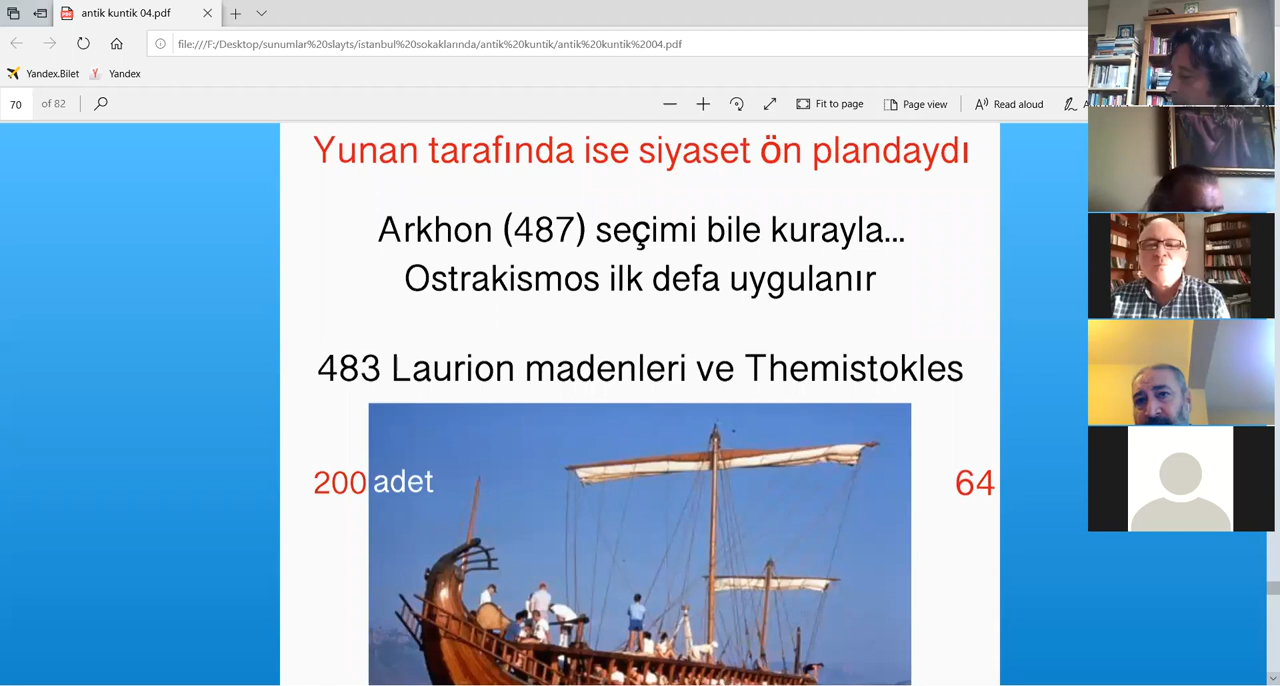 antik kuntik 04.pdf
file:///F:/Desktop/sunumlar%20slayts/istanbul%20sokaklarında/antik%20kuntik/antik%20kuntik%2004.pdf
Yandex.Bilet Y Yandex
70 of 82 Fit to page Page view Read aloud
Yunan tarafında ise siyaset ön plandaydı
Arkhon (487) seçimi bile kurayla...
Ostrakismos ilk defa uygulanır
483 Laurion madenleri ve Themistokles
200 adet 64